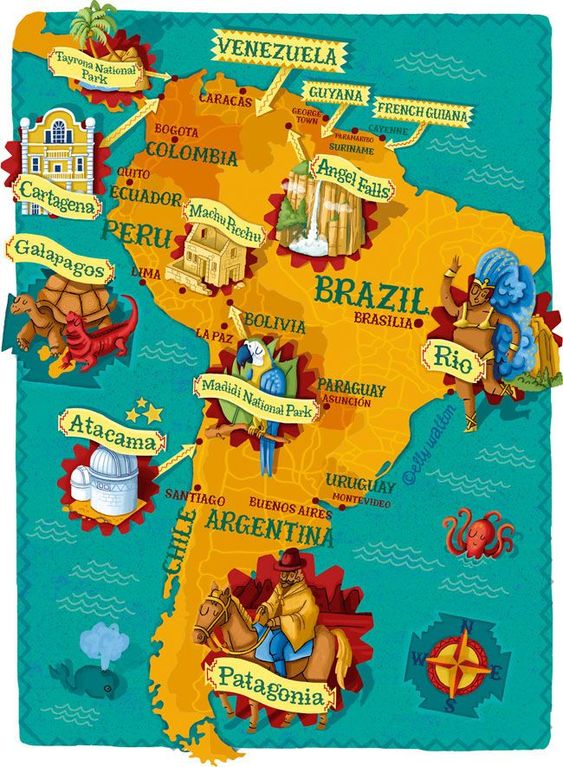 VENEZUELA
Tayrona National
Park
GUYANA
CARACAS
FRENCH GUIANA
GEORGE
TOWN
PARAMARIBO
CAYENNE
BOGOTA
SURINAME
COLOMBIA
Angel Falls
QUITO
Cartagena
ECUADOR
Machu Picchu
PERU
Galapagos
LIMA
BRAZIL
BRASILIA
BOLIVIA
LA PAZ
Rio
Madidi National Park
PARAGUAY
ASUNCIÓN
Atacama
©elly walton
URUGUAY
SANTIAGO
BUENOS AIRES
MONTEVIDEO
CHILE
ARGENTINA
N
W
E
S
Patagonia